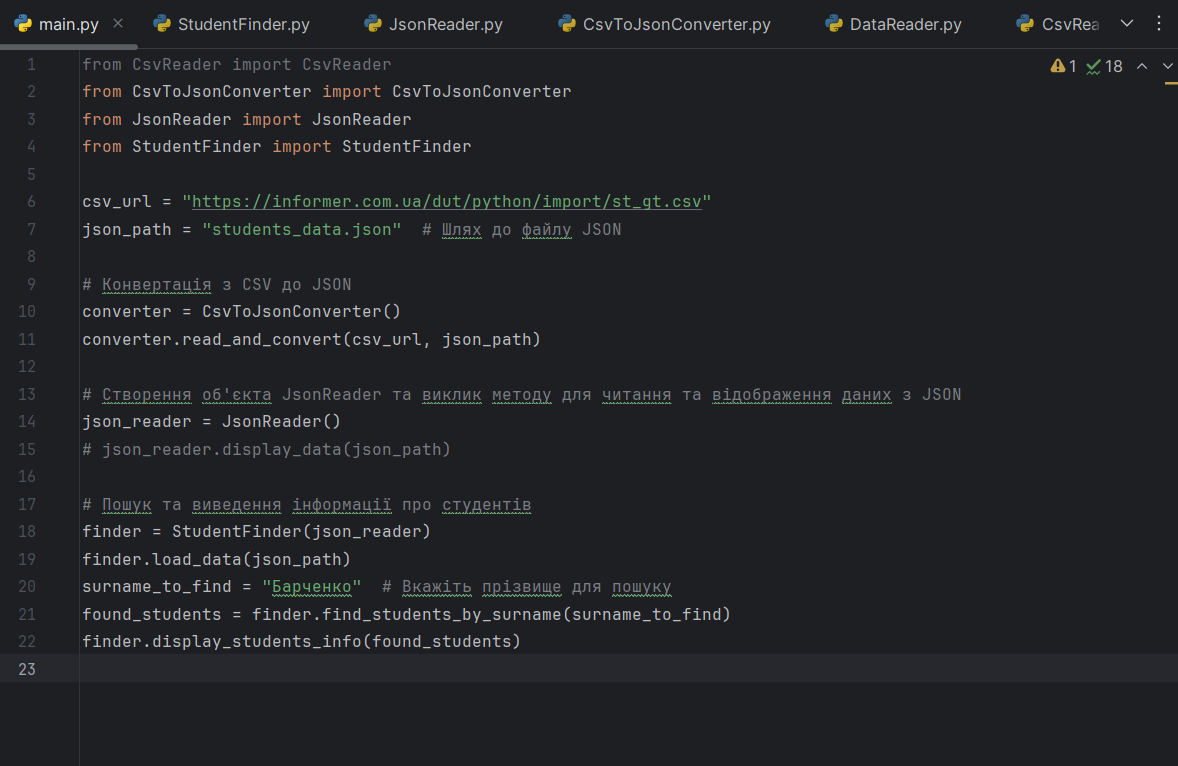 main.py StudentFinder.py JsonReader.py CsvToJsonConverter.py DataReader.py CsvRea
1 from CsvReader import CsvReader 1 18
2 from CsvToJsonConverter import CsvToJsonConverter
3 from JsonReader import JsonReader
4 from StudentFinder import StudentFinder
5
6 csv_url = "https://informer.com.ua/dut/python/import/st_gt.csv"
7 json_path = "students_data.json"  # Шлях до файлу JSON
8
9 # Конвертація з CSV до JSON
10 converter = CsvToJsonConverter()
11 converter.read_and_convert(csv_url, json_path)
12
13 # Створення об'єкта JsonReader та виклик методу для читання та відображення даних з JSON
14 json_reader = JsonReader()
15 # json_reader.display_data(json_path)
16
17 # Пошук та виведення інформації про студентів
18 finder = StudentFinder(json_reader)
19 finder.load_data(json_path)
20 surname_to_find = "Барченко"  # Вкажіть прізвище для пошуку
21 found_students = finder.find_students_by_surname(surname_to_find)
22 finder.display_students_info(found_students)
23